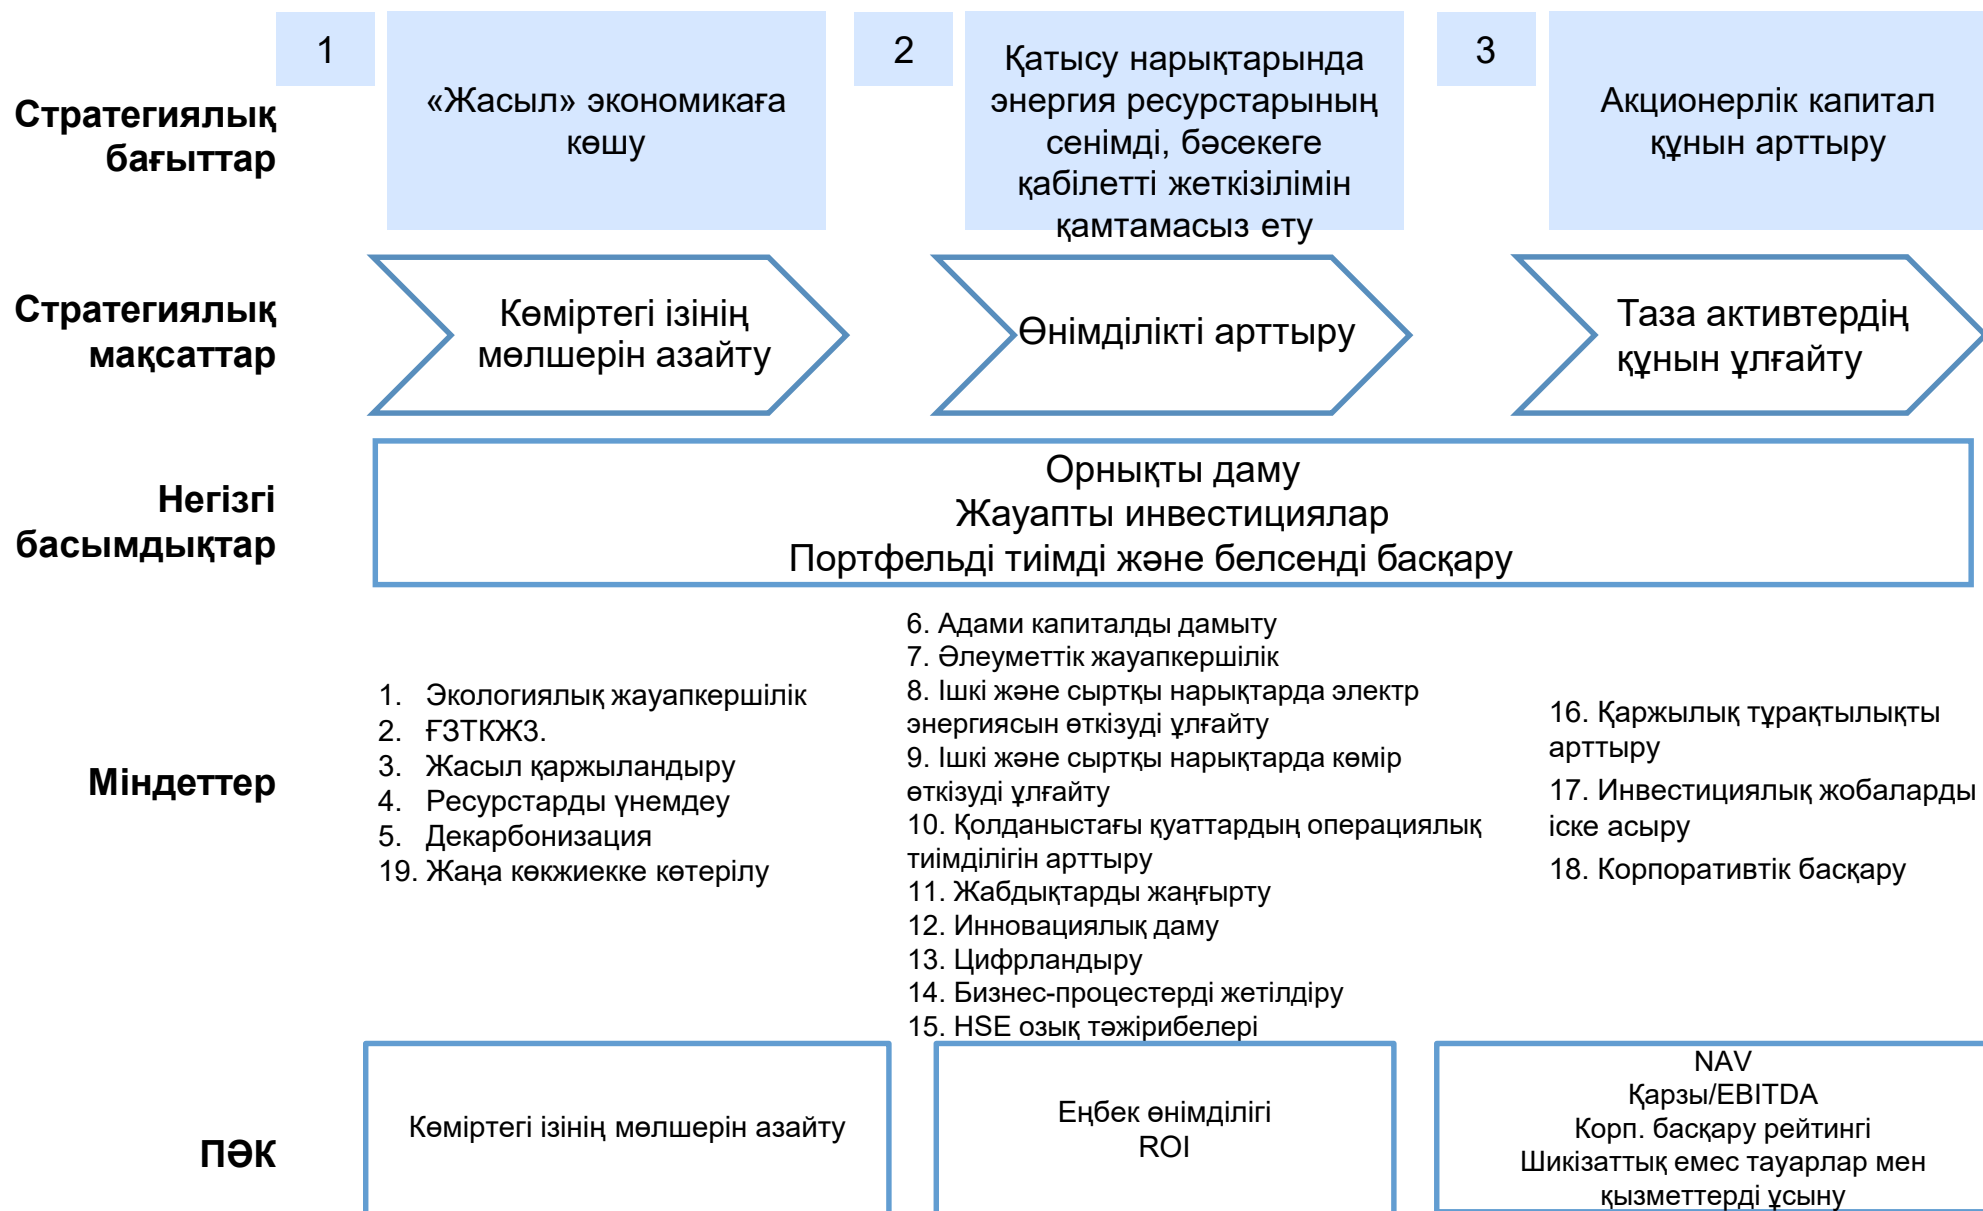 Стратегиялық
бағыттар
1
«Жасыл» экономикаға
көшу
2
Қатысу нарықтарында
энергия ресурстарының
сенімді, бәсекеге
қабілетті жеткізілімін
қамтамасыз ету
3
Акционерлік капитал
құнын арттыру
Стратегиялық
мақсаттар
Көміртегі ізінің
мөлшерін азайту
Өнімділікті арттыру
Таза активтердің
құнын ұлғайту
Негізгі
басымдықтар
Орнықты даму
Жауапты инвестициялар
Портфельді тиімді және белсенді басқару
Міндеттер
1. Экологиялық жауапкершілік
2. ҒЗТКЖЗ.
3. Жасыл қаржыландыру
4. Ресурстарды үнемдеу
5. Декарбонизация
19. Жаңа көкжиекке көтерілу
6. Адами капиталды дамыту
7. Әлеуметтік жауапкершілік
8. Ішкі және сыртқы нарықтарда электр
энергиясын өткізуді ұлғайту
9. Ішкі және сыртқы нарықтарда көмір
өткізуді ұлғайту
10. Қолданыстағы қуаттардың операциялық
тиімділігін арттыру
11. Жабдықтарды жаңғырту
12. Инновациялық даму
13. Цифрландыру
14. Бизнес-процестерді жетілдіру
15. HSE озық тәжірибелері
16. Қаржылық тұрақтылықты
арттыру
17. Инвестициялық жобаларды
іске асыру
18. Корпоративтік басқару
ПӘК
Көміртегі ізінің мөлшерін азайту
Еңбек өнімділігі
ROI
NAV
Қарзы/EBITDA
Корп. басқару рейтингі
Шикізаттық емес тауарлар мен
қызметтерді ұсыну